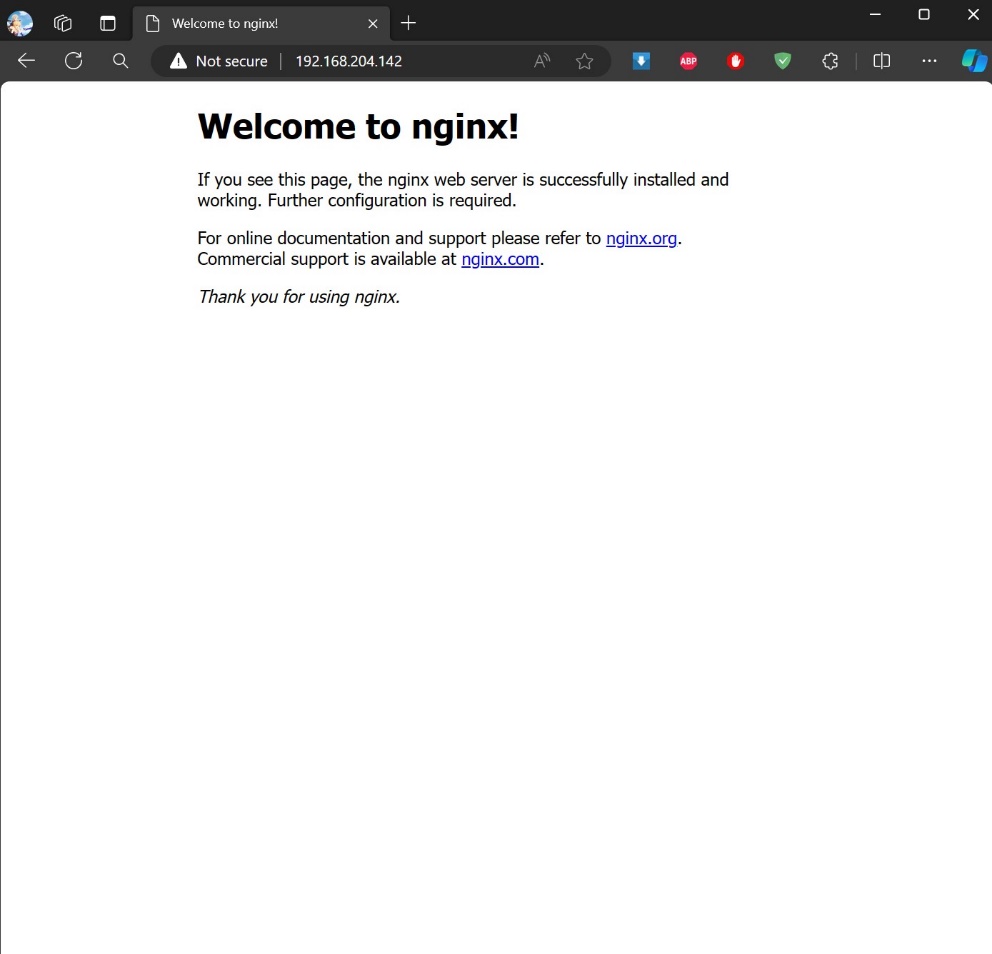 Welcome to nginx!
Not secure
192.168.204.142
A
ABP
Welcome to nginx!
If you see this page, the nginx web server is successfully installed and
working. Further configuration is required.
For online documentation and support please refer to nginx.org.
Commercial support is available at nginx.com.
Thank you for using nginx.